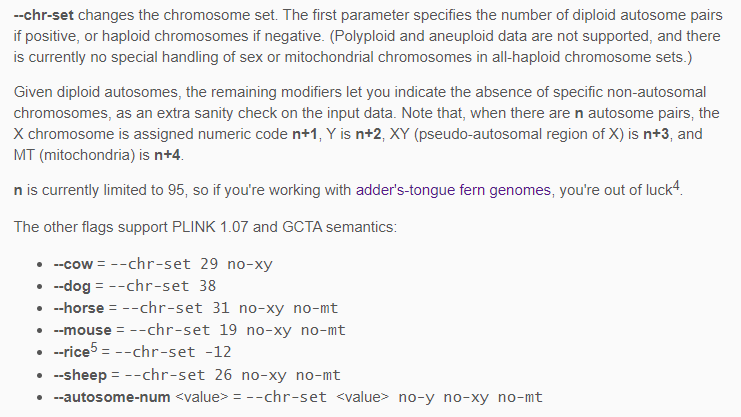 --chr-set changes the chromosome set. The first parameter specifies the number of diploid autosome pairs
if positive, or haploid chromosomes if negative. (Polyploid and aneuploid data are not supported, and there
is currently no special handling of sex or mitochondrial chromosomes in all-haploid chromosome sets.)
Given diploid autosomes, the remaining modifiers let you indicate the absence of specific non-autosomal
chromosomes, as an extra sanity check on the input data. Note that, when there are n autosome pairs, the
X chromosome is assigned numeric code n+1, Y is n+2, XY (pseudo-autosomal region of X) is n+3, and
MT (mitochondria) is n+4.
n is currently limited to 95, so if you're working with adder's-tongue fern genomes, you're out of luck4.
The other flags support PLINK 1.07 and GCTA semantics:
• --cow = --chr-set 29 no-xy
• --dog = --chr-set 38
• --horse = --chr-set 31 no-xy no-mt
• --mouse = --chr-set 19 no-xy no-mt
• --rice5 = --chr-set -12
• --sheep = --chr-set 26 no-xy no-mt
• --autosome-num <value> = --chr-set <value> no-y no-xy no-mt